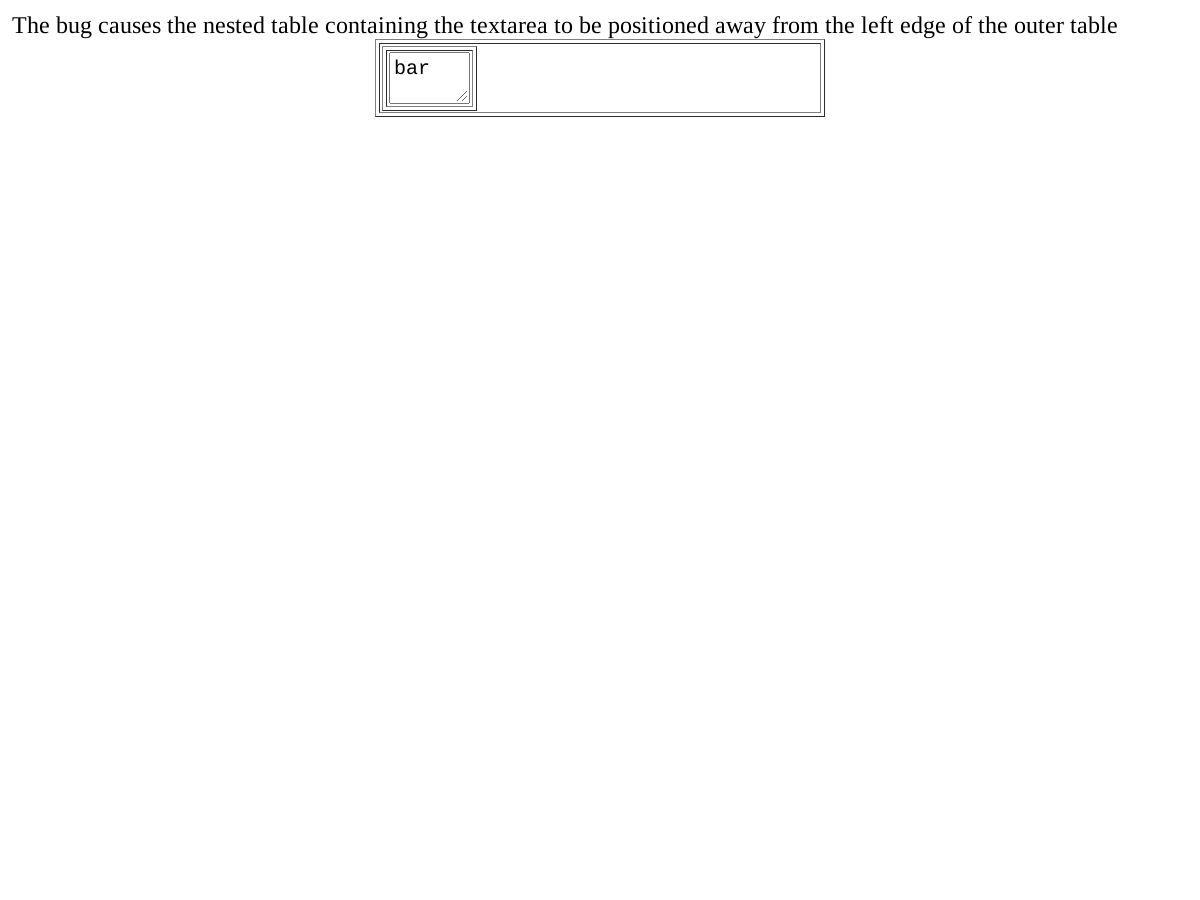 The bug causes the nested table containing the textarea to be positioned away from the left edge of the outer table
bar